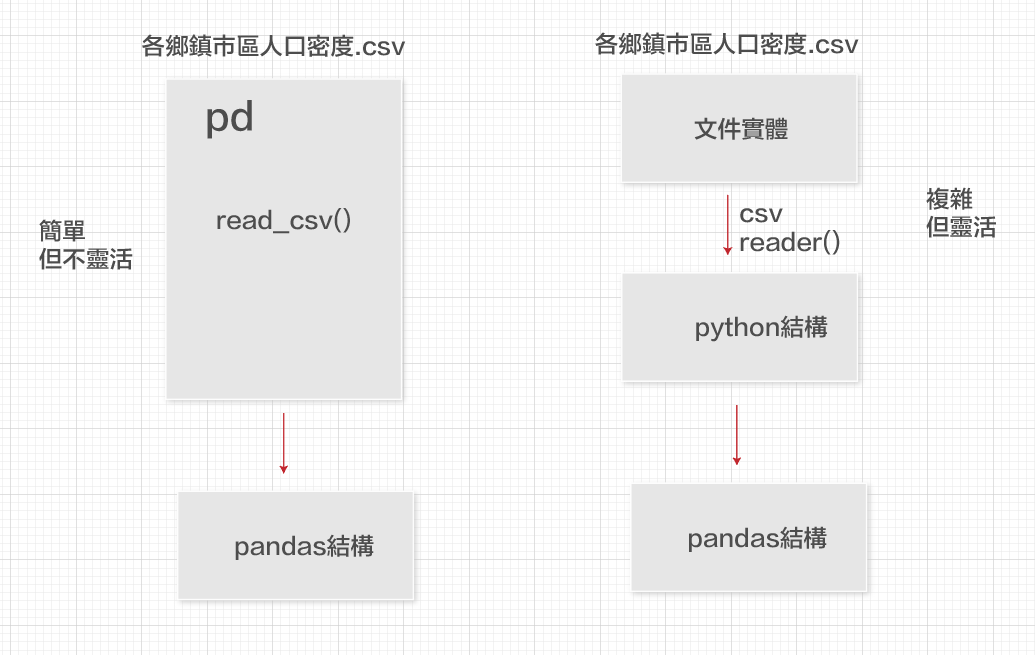 各鄉鎮市區人口密度.csv
pd
read_csv()
簡單
但不靈活
pandas結構
各鄉鎮市區人口密度.csv
文件實體
csv
reader()
複雜
但靈活
python結構
pandas結構